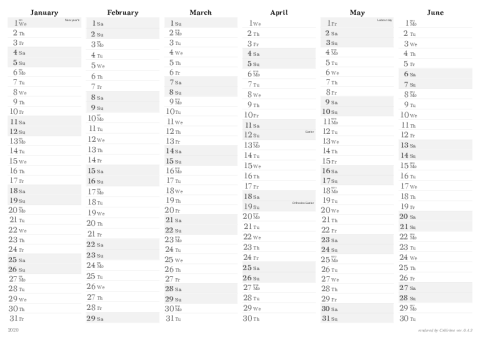 January
1 We
2 Th
3 Fr
4 Sa
5 Su
6 Mo
7 Tu
8 We
9 Th
10 Fr
11 Sa
12 Su
13 Mo
14 Tu
15 We
16 Th
17 Fr
18 Sa
19 Su
20 Mo
21 Tu
22 We
23 Th
24 Fr
25 Sa
26 Su
27 Mo
28 Tu
29 We
30 Th
31 Fr
February
1 Sa
2 Su
3 Mo
4 Tu
5 We
6 Th
7 Fr
8 Sa
9 Su
10 Mo
11 Tu
12 We
13 Th
14 Fr
15 Sa
16 Su
17 Mo
18 Tu
19 We
20 Th
21 Fr
22 Sa
23 Su
24 Mo
25 Tu
26 We
27 Th
28 Fr
29 Sa
March
1 Su
2 Mo
3 Tu
4 We
5 Th
6 Fr
7 Sa
8 Su
9 Mo
10 Tu
11 We
12 Th
13 Fr
14 Sa
15 Su
16 Mo
17 Tu
18 We
19 Th
20 Fr
21 Sa
22 Su
23 Mo
24 Tu
25 We
26 Th
27 Fr
28 Sa
29 Su
30 Mo
31 Tu
April
1 We
2 Th
3 Fr
4 Sa
5 Su
6 Mo
7 Tu
8 We
9 Th
10 Fr
11 Sa
12 Su Easter
13 Mo
14 Tu
15 We
16 Th
17 Fr
18 Sa
19 Su Orthodox Easter
20 Mo
21 Tu
22 We
23 Th
24 Fr
25 Sa
26 Su
27 Mo
28 Tu
29 We
30 Th
May
1 Fr
2 Sa
3 Su
4 Mo
5 Tu
6 We
7 Th
8 Fr
9 Sa
10 Su
11 Mo
12 Tu
13 We
14 Th
15 Fr
16 Sa
17 Su
18 Mo
19 Tu
20 We
21 Th
22 Fr
23 Sa
24 Su
25 Mo
26 Tu
27 We
28 Th
29 Fr
30 Sa
31 Su
June
1 Mo
2 Tu
3 We
4 Th
5 Fr
6 Sa
7 Su
8 Mo
9 Tu
10 We
11 Th
12 Fr
13 Sa
14 Su
15 Mo
16 Tu
17 We
18 Th
19 Fr
20 Sa
21 Su
22 Mo
23 Tu
24 We
25 Th
26 Fr
27 Sa
28 Su
29 Mo
30 Tu
2020